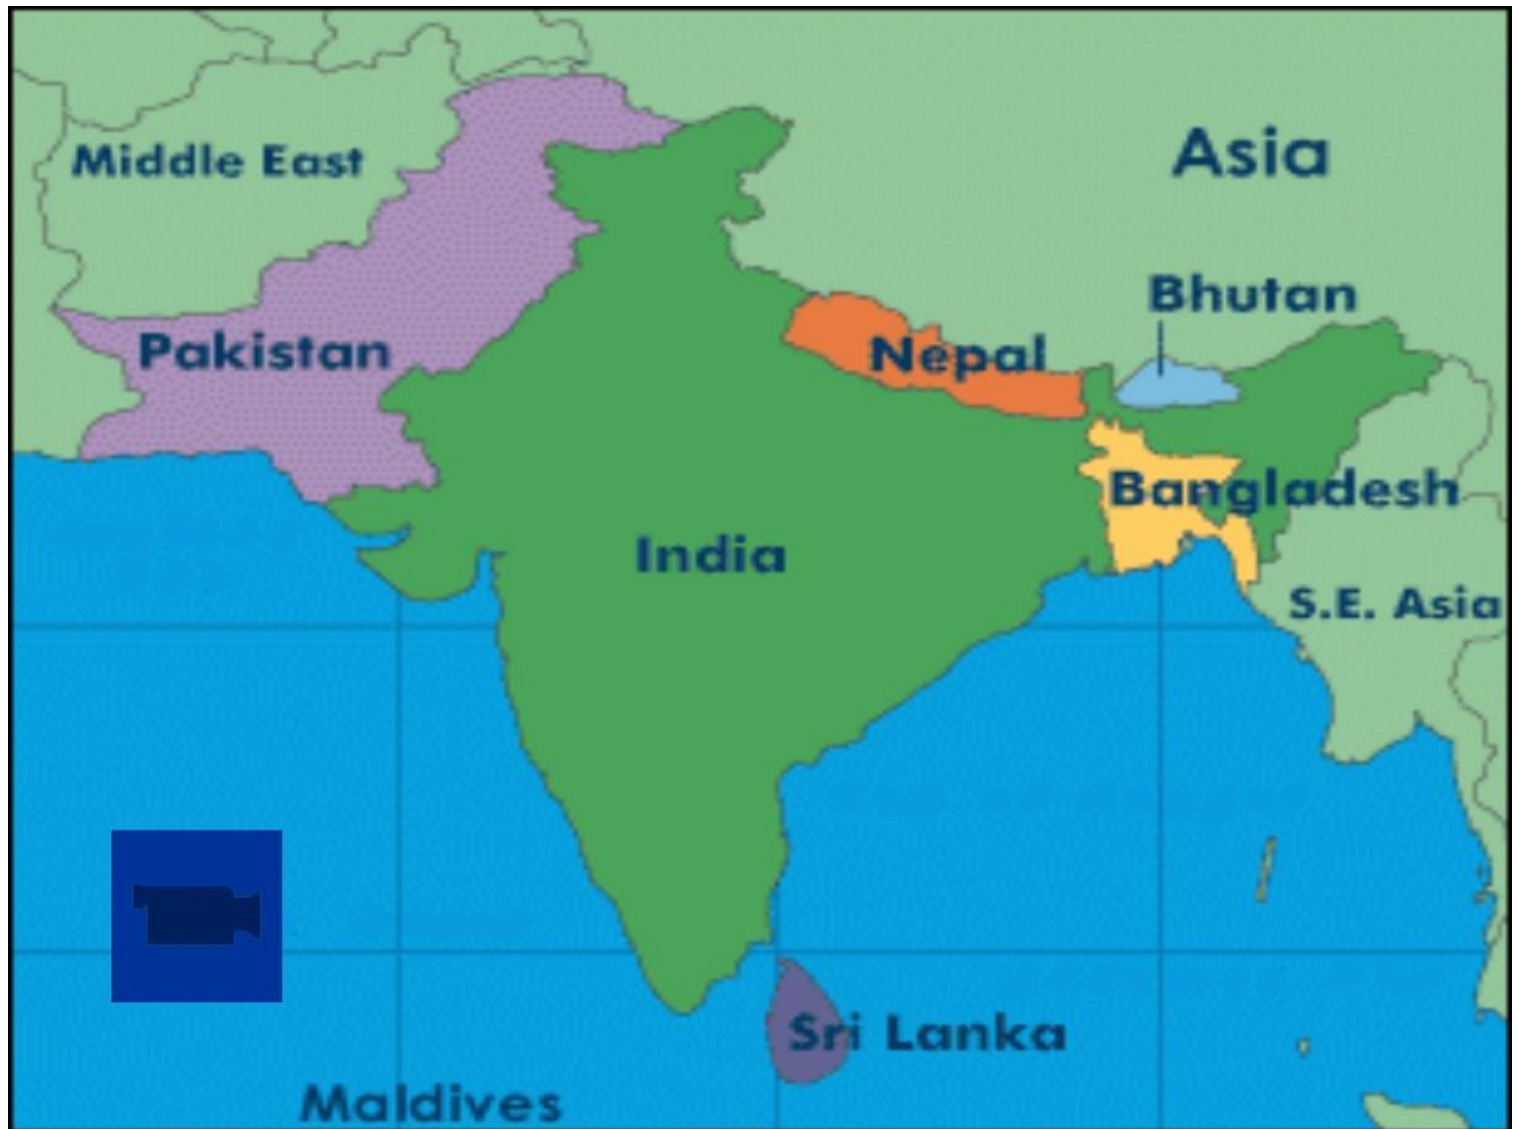 Middle East
Asia
Bhutan
Pakistan
Nepal
Bangladesh
India
S.E. Asia
Sri Lanka
Maldives